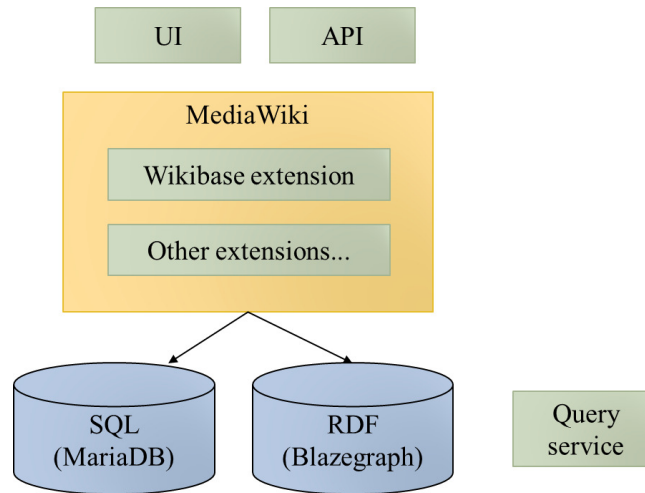 UI
API
MediaWiki
Wikibase extension
Other extensions...
SQL
(MariaDB)
RDF
(Blazegraph)
Query
service